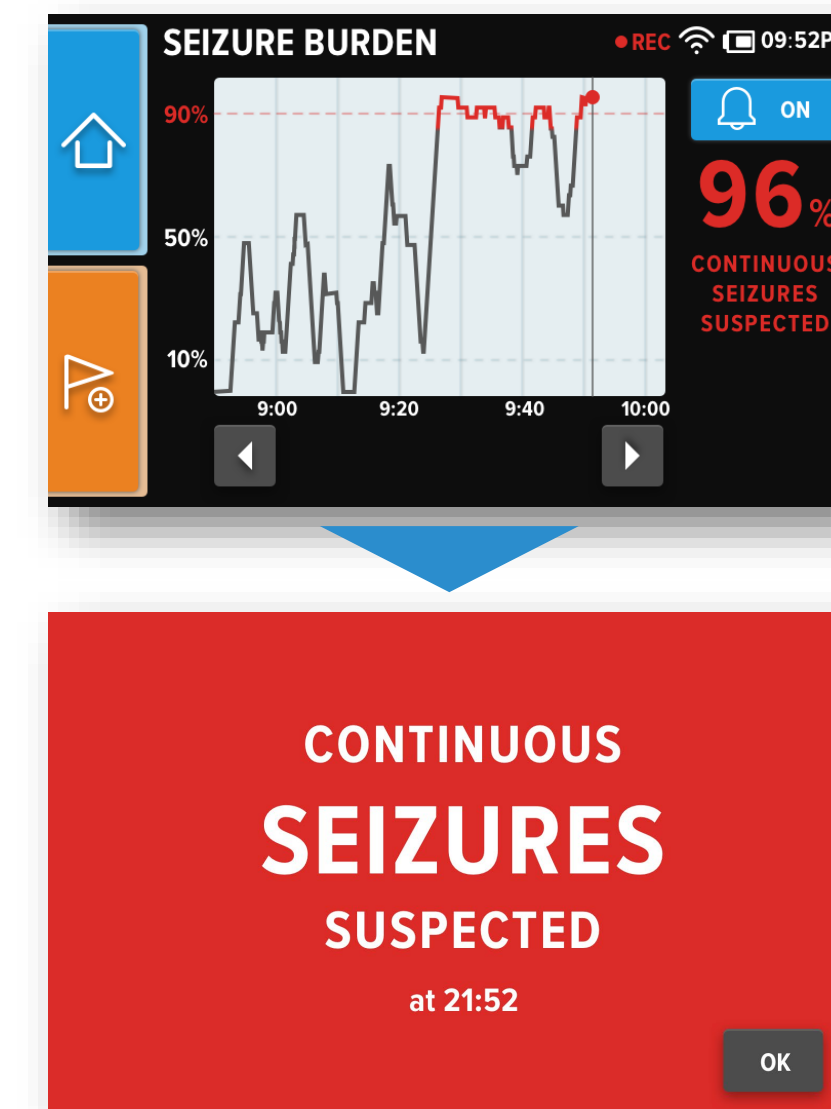 SEIZURE BURDEN
REC 09:52P
90%
50%
10%
9:00 9:20 9:40 10:00
ON
96%
CONTINUOUS
SEIZURES
SUSPECTED
CONTINUOUS
SEIZURES
SUSPECTED
at 21:52
OK